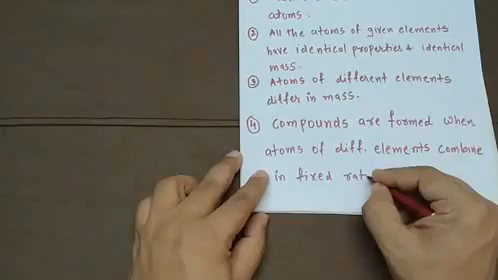 atoms.
② All the atoms of given elements
have identical properties & identical
mass.
③ Atoms of different elements
differ in mass.
④ Compounds are formed when
atoms of diff. elements combine
in fixed rat